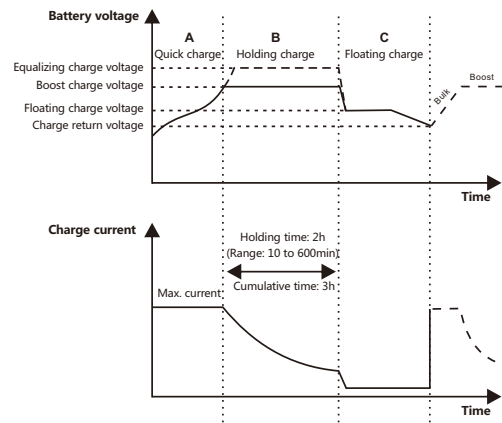 Battery voltage
A
B
C
Quick charge
Holding charge
Floating charge
Equalizing charge voltage
Boost charge voltage
Floating charge voltage
Charge return voltage
Bulk
Boost
Time
Charge current
Holding time: 2h
(Range: 10 to 600min)
Cumulative time: 3h
Max. current
Time